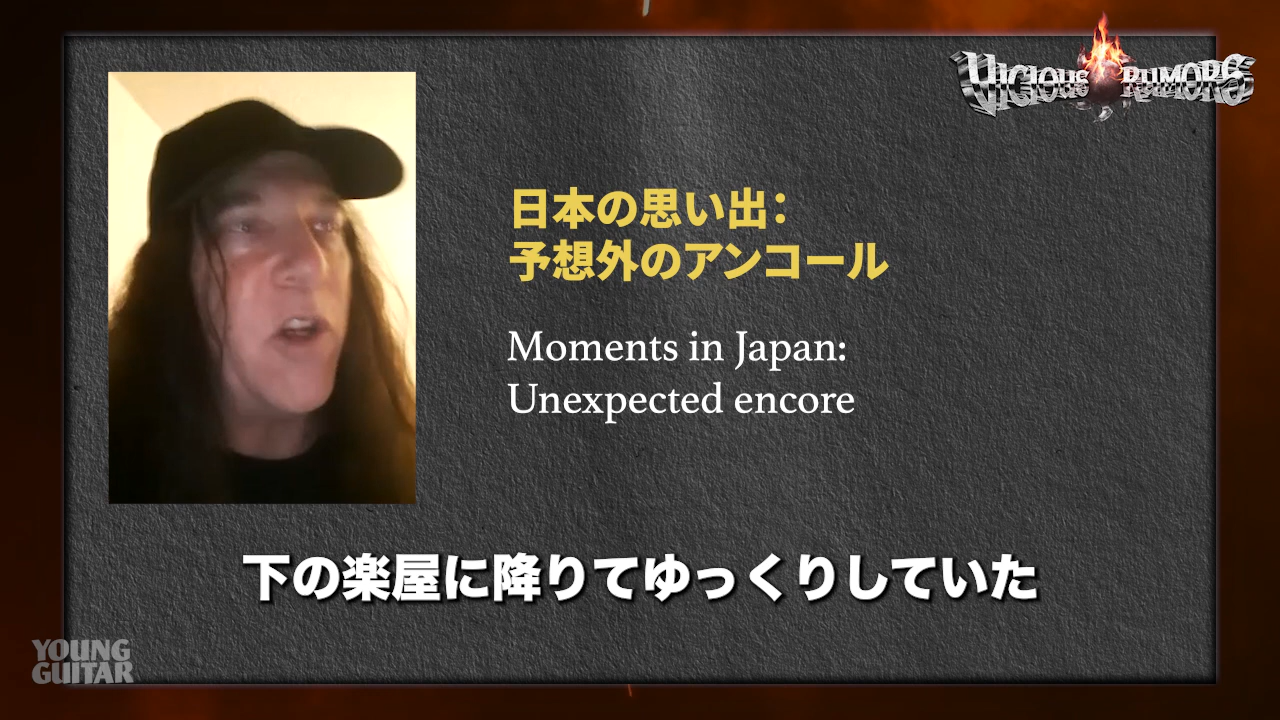 VICIOUS RUMORS
日本の思い出：
予想外のアンコール
Moments in Japan:
Unexpected encore
下の楽屋に降りてゆっくりしていた
YOUNG
GUITAR